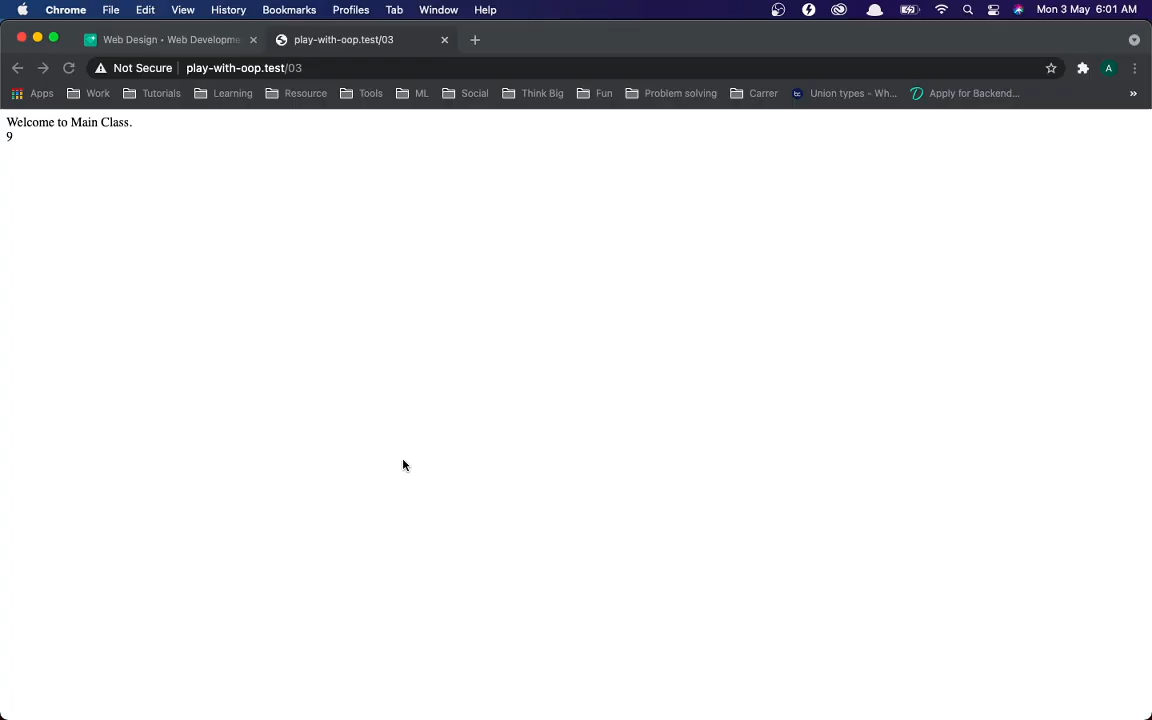 Chrome File Edit View History Bookmarks Profiles Tab Window Help Mon 3 May 6:01 AM
Web Design • Web Developme play-with-oop.test/03
Not Secure play-with-oop.test/03 A
Apps Work Tutorials Learning Resource Tools ML Social Think Big Fun Problem solving Carrer Union types - Wh... Apply for Backend... »
Welcome to Main Class.
9